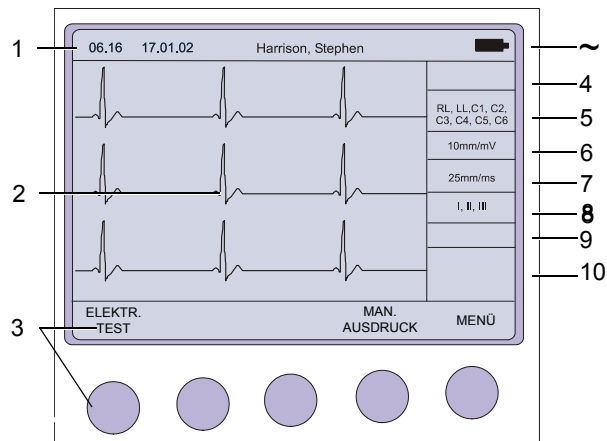 1 06.16 17.01.02 Harrison, Stephen ~
4
RL, LL,C1, C2,
C3, C4, C5, C6
5
10mm/mV 6
25mm/ms 7
2
I, II, III 8
9
10
3
ELEKTR.
TEST
MAN.
AUSDRUCK
MENÜ